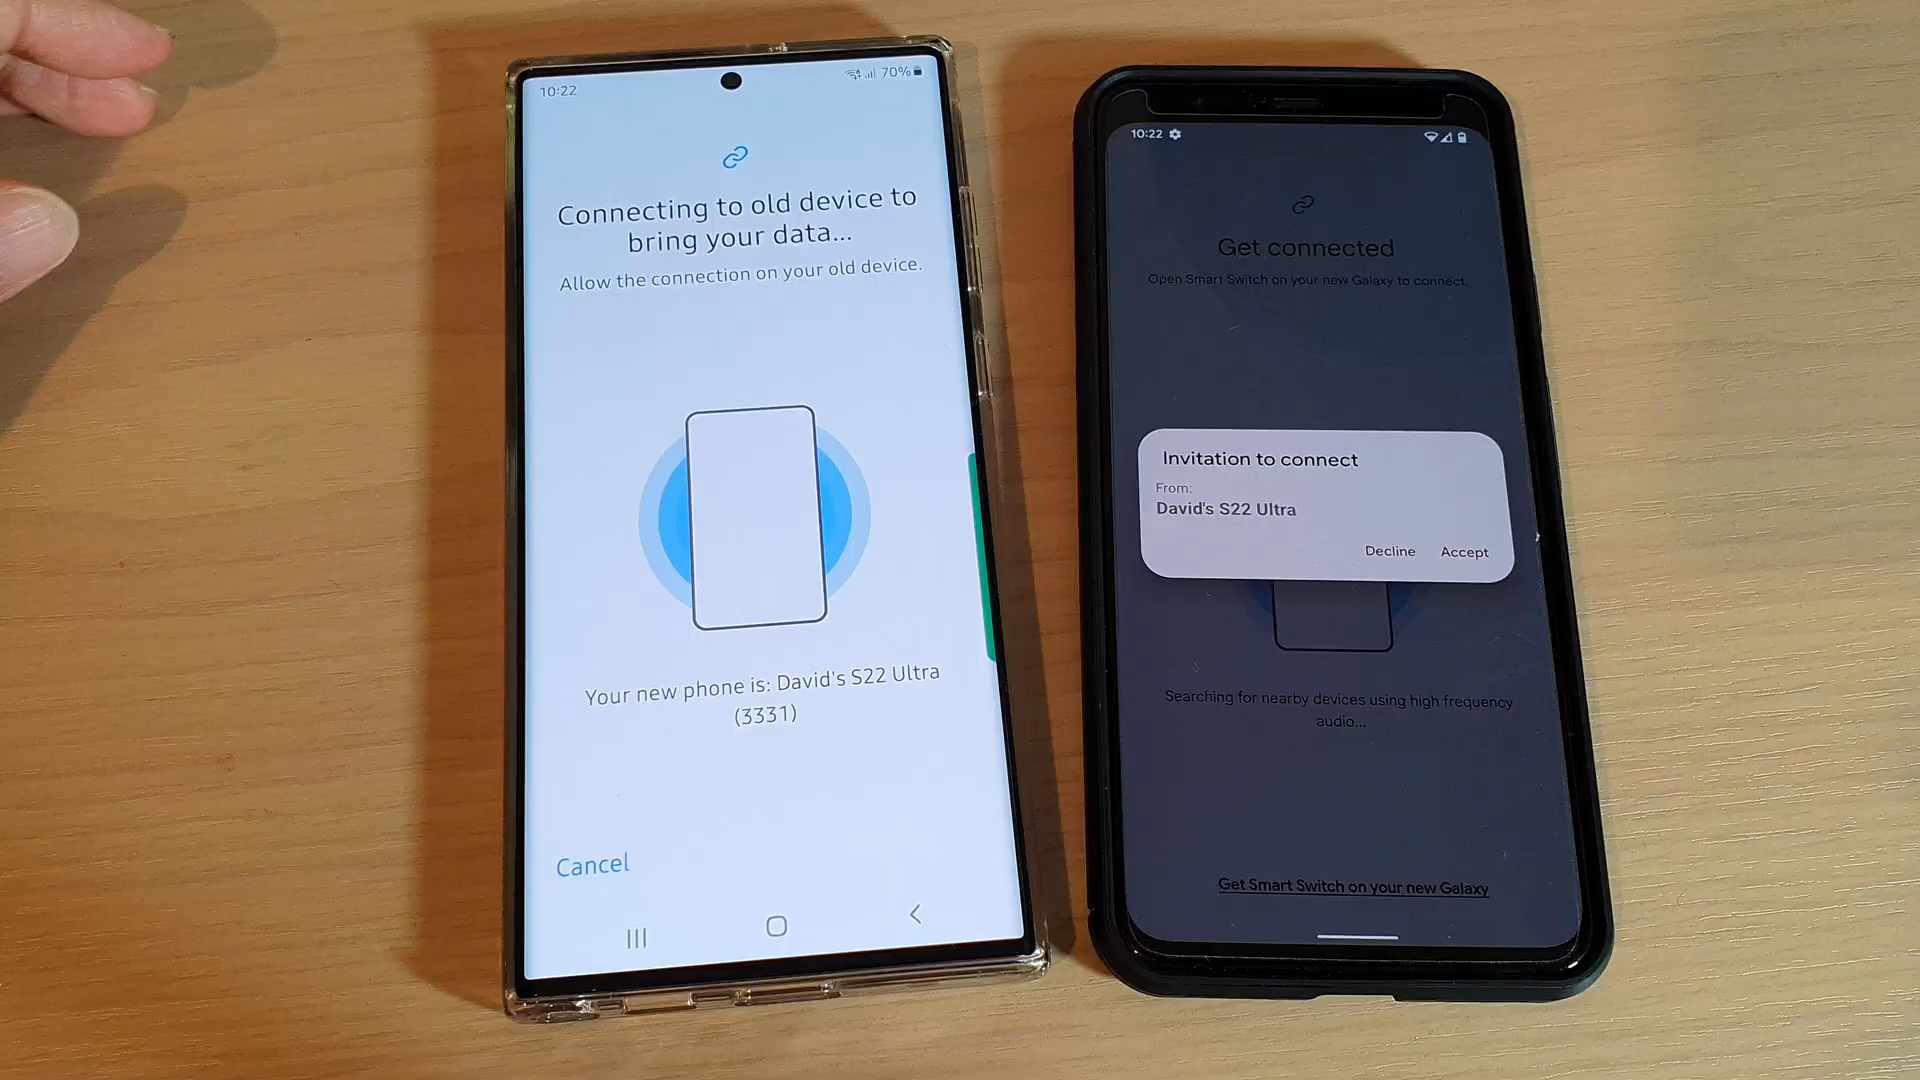 10:22
70%
Connecting to old device to
bring your data...
Allow the connection on your old device.
Your new phone is: David's S22 Ultra
(3331)
Cancel
10:22
Get connected
Open Smart Switch on your new Galaxy to connect.
Invitation to connect
From:
David's S22 Ultra
Decline Accept
Searching for nearby devices using high frequency
audio...
Get Smart Switch on your new Galaxy